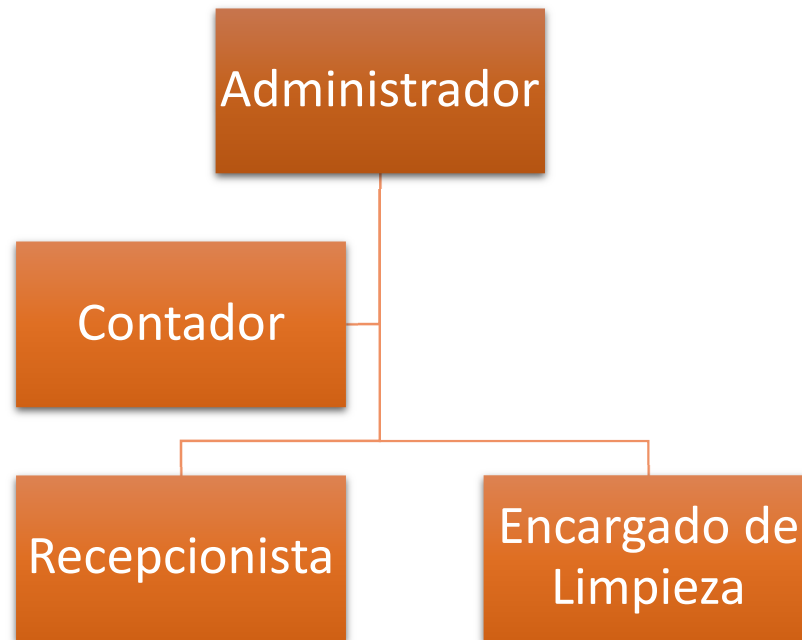 Administrador
Contador
Recepcionista
Encargado de
Limpieza